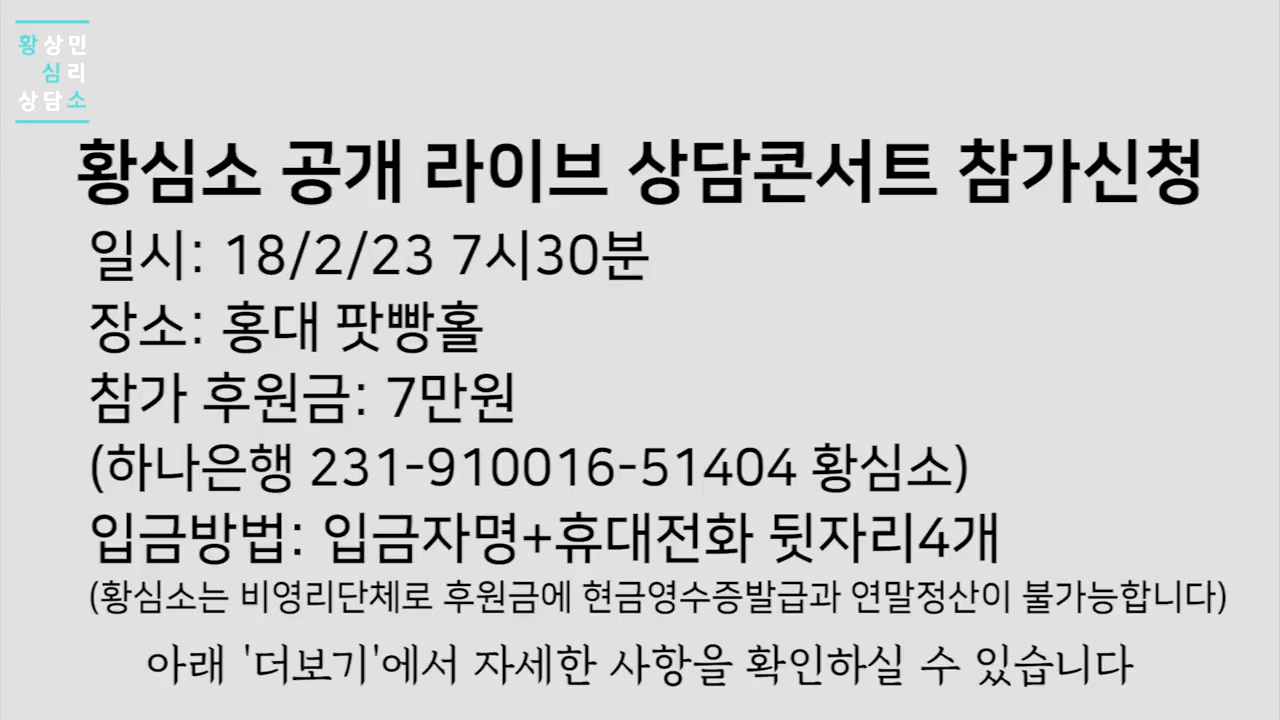 황상민
심리
상담소
황심소 공개 라이브 상담콘서트 참가신청
일시: 18/2/23 7시30분
장소: 홍대 팟빵홀
참가 후원금: 7만원
(하나은행 231-910016-51404 황심소)
입금방법: 입금자명+휴대전화 뒷자리4개
(황심소는 비영리단체로 후원금에 현금영수증발급과 연말정산이 불가능합니다)
아래 '더보기'에서 자세한 사항을 확인하실 수 있습니다